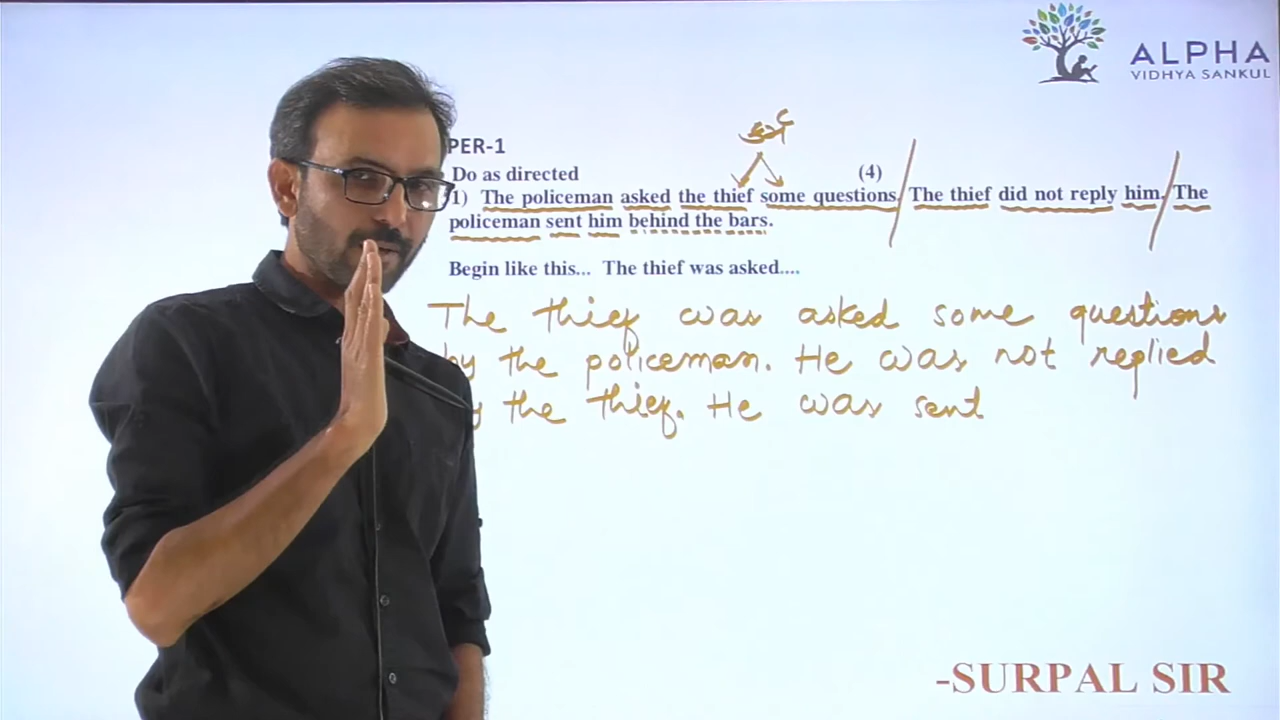 ALPHA
VIDHYA SANKUL
PER-1
Do as directed (4)
1) The policeman asked the thief some questions. The thief did not reply him. The
policeman sent him behind the bars.
Begin like this... The thief was asked....
The thief was asked some questions
by the policeman. He was not replied
the thief. He was sent
-SURPAL SIR